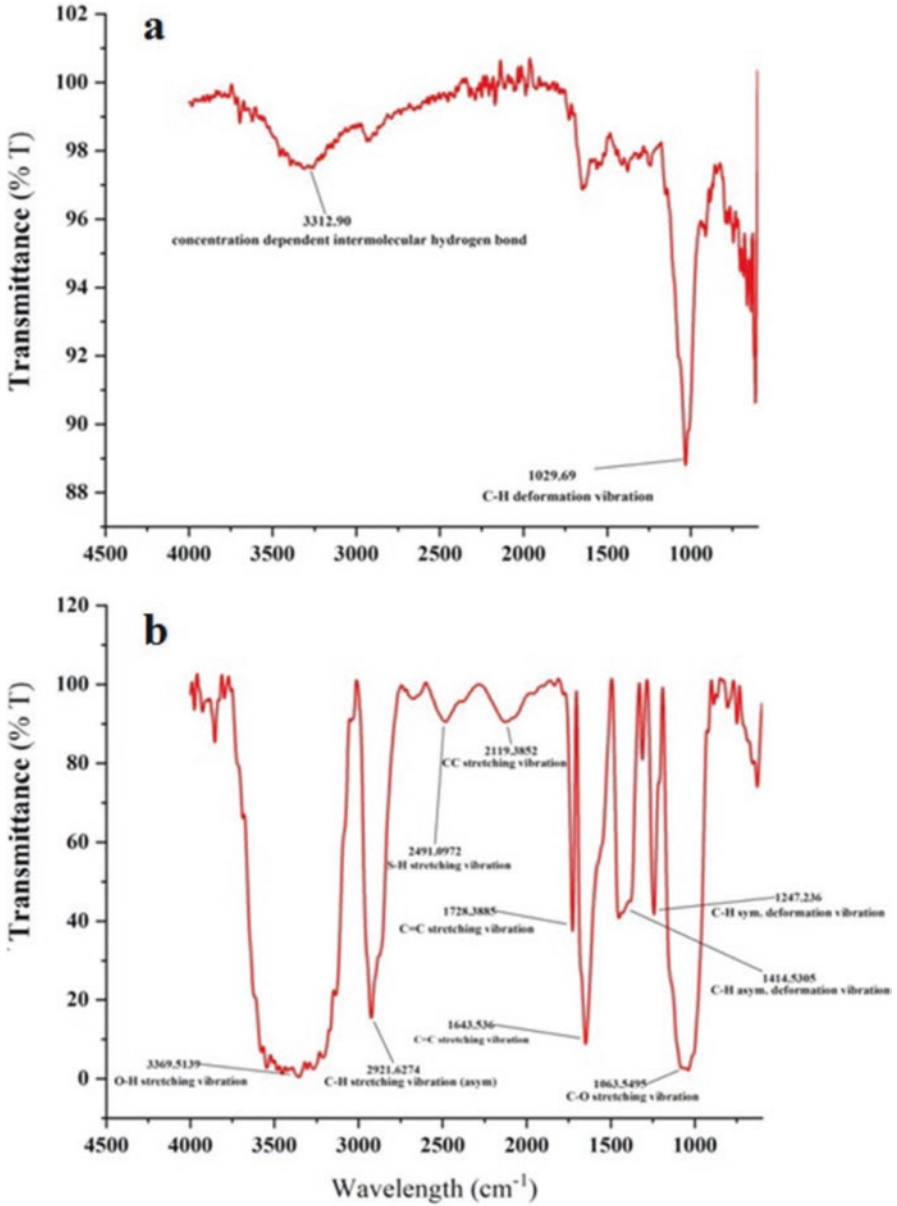 a
Transmittance (% T)
102
100
98
96
94
92
90
88
3312.90
concentration dependent intermolecular hydrogen bond
1029.69
C-H deformation vibration
4500 4000 3500 3000 2500 2000 1500 1000
b
Transmittance (% T)
120
100
80
60
40
20
0
2119.3852
CC stretching vibration
2491.0972
S-H stretching vibration
1728.3885
C=C stretching vibration
1247.236
C-H sym. deformation vibration
1414.5305
C-H asym. deformation vibration
1643.536
C=C stretching vibration
3369.5139
O-H stretching vibration
2921.6274
C-H stretching vibration (asym)
1063.5495
C-O stretching vibration
4500 4000 3500 3000 2500 2000 1500 1000
Wavelength (cm⁻¹)